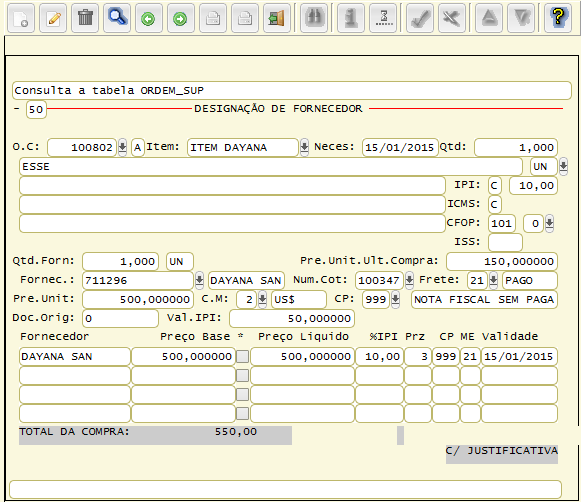 Consulta a tabela ORDEM_SUP
- 50 DESIGNAÇÃO DE FORNECEDOR
O.C: 100802 A Item: ITEM DAYANA Neces: 15/01/2015 Qtd: 1,000
ESSE UN
IPI: C 10,00
ICMS: C
CFOP: 101 0
ISS:
Qtd.Forn: 1,000 UN Pre.Unit.Ult.Compra: 150,000000
Fornec.: 711296 DAYANA SAN Num.Cot: 100347 Frete: 21 PAGO
Pre.Unit: 500,000000 C.M: 2 US$ CP: 999 NOTA FISCAL SEM PAGA
Doc.Orig: 0 Val.IPI: 50,000000
Fornecedor Preço Base * Preço Líquido %IPI Prz CP ME Validade
DAYANA SAN 500,000000 500,000000 10,00 3 999 21 15/01/2015
TOTAL DA COMPRA: 550,00
C/ JUSTIFICATIVA